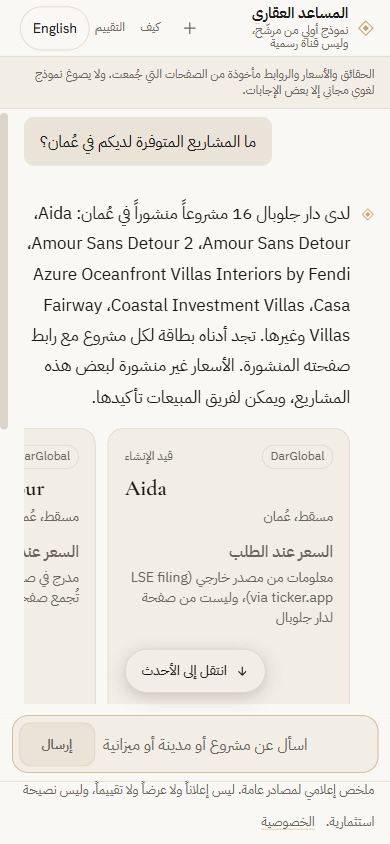 المساعد العقاري
نموذج أولي من مرشّح،
وليس قناة رسمية
+
كيف
التقييم
English
الحقائق والأسعار والروابط مأخوذة من الصفحات التي جُمعت. ولا يصوغ نموذج
لغوي مجاني إلا بعض الإجابات.
ما المشاريع المتوفرة لديكم في عُمان؟
لدى دار جلوبال 16 مشروعاً منشوراً في عُمان: Aida،
Amour Sans Detour، Amour Sans Detour 2،
Azure Oceanfront Villas Interiors by Fendi
Casa، Coastal Investment Villas، Fairway
Villas وغيرها. تجد أدناه بطاقة لكل مشروع مع رابط
صفحته المنشورة. الأسعار غير منشورة لبعض هذه
المشاريع، ويمكن لفريق المبيعات تأكيدها.
DarGlobal
قيد الإنشاء
Aida
مسقط، عُمان
السعر عند الطلب
معلومات من مصدر خارجي (LSE filing
via ticker.app)، وليست من صفحة
لدار جلوبال
مسقط،
مدرج في
انتقل إلى الأحدث ↓
اسأل عن مشروع أو مدينة أو ميزانية
إرسال
ملخص إعلامي لمصادر عامة. ليس إعلاناً ولا عرضاً ولا تقييماً، وليس نصيحة
استثمارية. الخصوصية